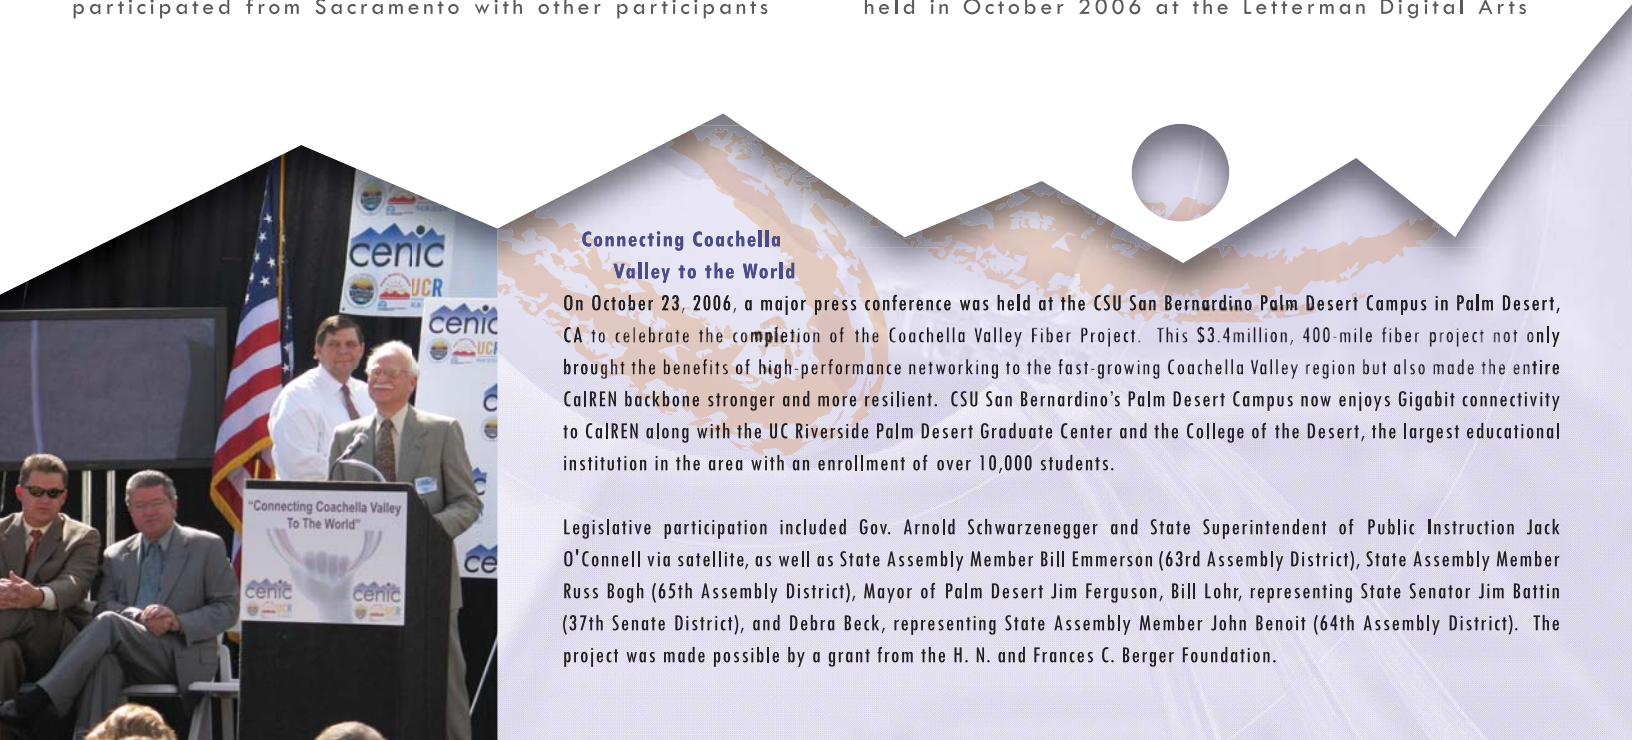 participated from Sacramento with other participants
held in October 2006 at the Letterman Digital Arts
cenic
UCR
cenic
UCR
"Connecting Coachella Valley
To The World"
cenic
cenic
UCR
ce
Connecting Coachella
Valley to the World
On October 23, 2006, a major press conference was held at the CSU San Bernardino Palm Desert Campus in Palm Desert,
CA to celebrate the completion of the Coachella Valley Fiber Project. This $3.4million, 400-mile fiber project not only
brought the benefits of high-performance networking to the fast-growing Coachella Valley region but also made the entire
CalREN backbone stronger and more resilient. CSU San Bernardino's Palm Desert Campus now enjoys Gigabit connectivity
to CalREN along with the UC Riverside Palm Desert Graduate Center and the College of the Desert, the largest educational
institution in the area with an enrollment of over 10,000 students.
Legislative participation included Gov. Arnold Schwarzenegger and State Superintendent of Public Instruction Jack
O'Connell via satellite, as well as State Assembly Member Bill Emmerson (63rd Assembly District), State Assembly Member
Russ Bogh (65th Assembly District), Mayor of Palm Desert Jim Ferguson, Bill Lohr, representing State Senator Jim Battin
(37th Senate District), and Debra Beck, representing State Assembly Member John Benoit (64th Assembly District). The
project was made possible by a grant from the H. N. and Frances C. Berger Foundation.